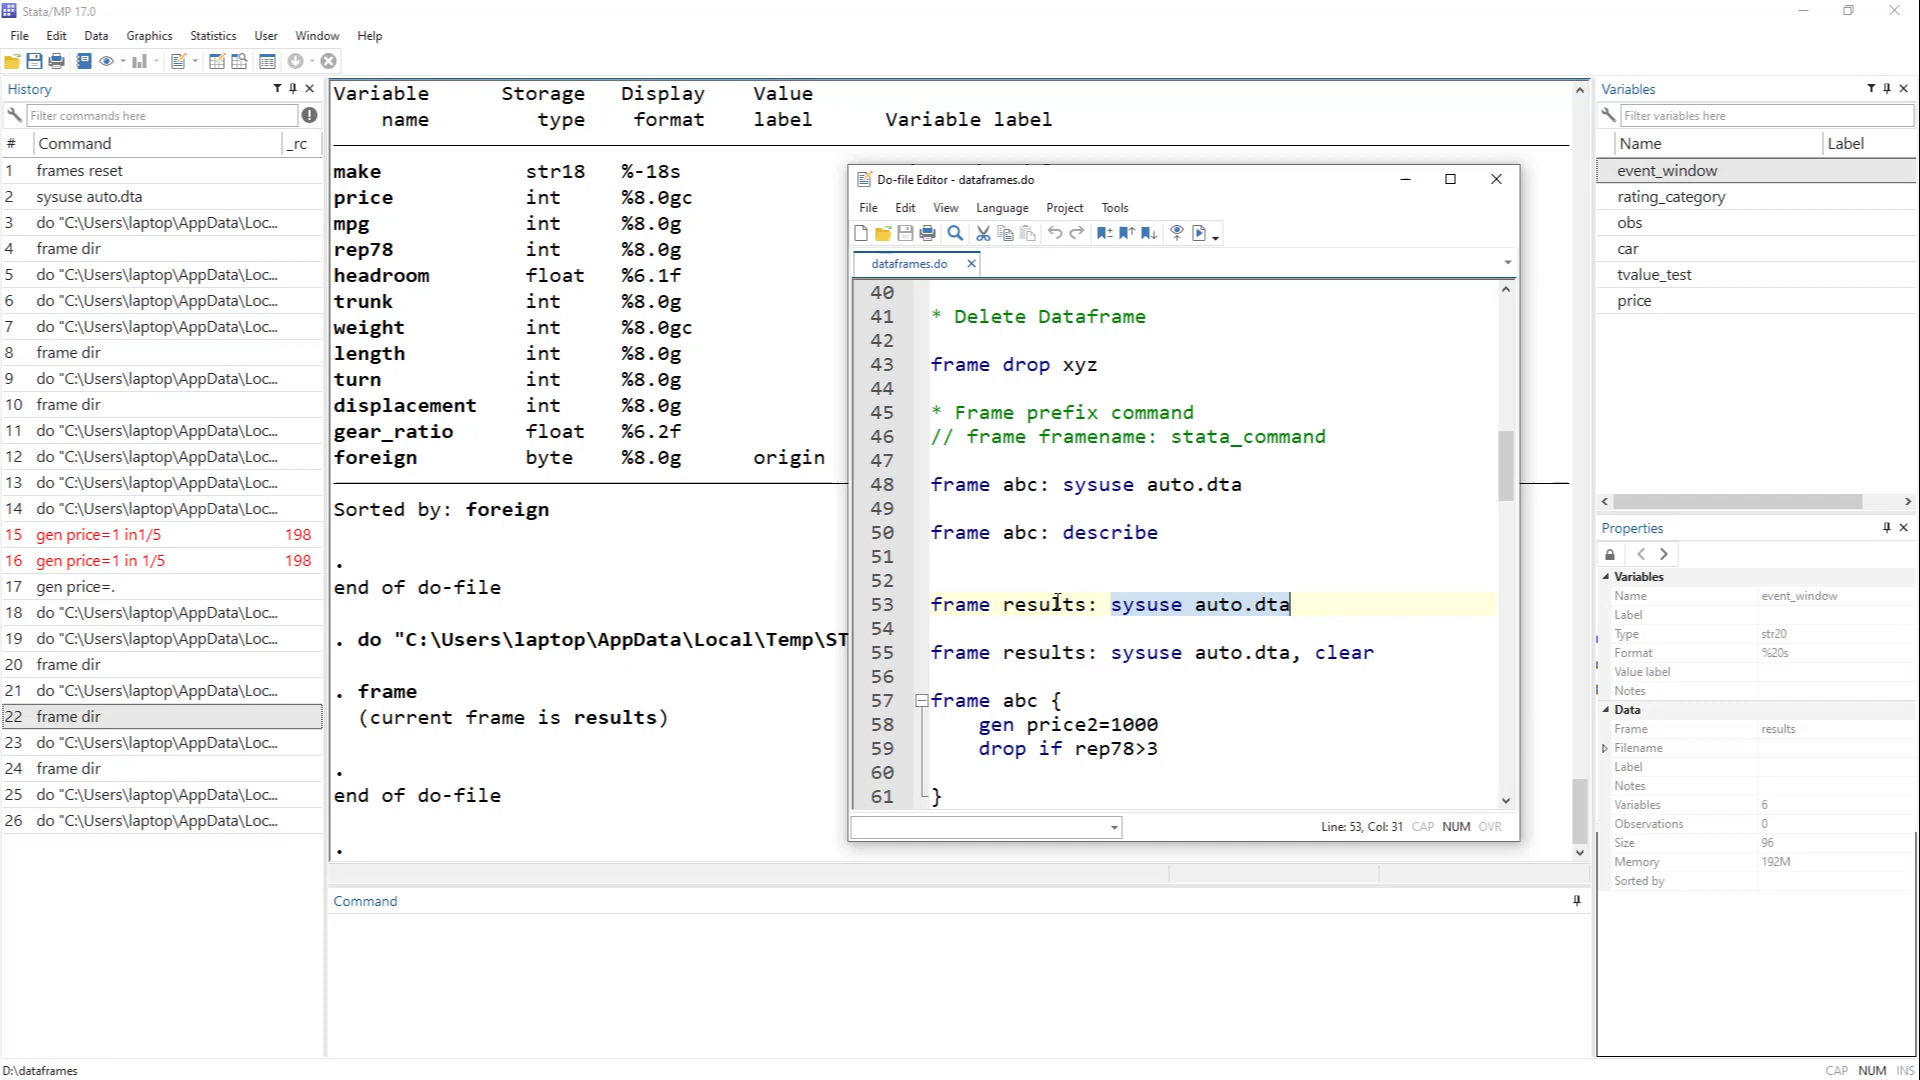 Stata/MP 17.0
File Edit Data Graphics Statistics User Window Help
History
Filter commands here
# Command _rc
1 frames reset
2 sysuse auto.dta
3 do "C:\Users\laptop\AppData\Loc...
4 frame dir
5 do "C:\Users\laptop\AppData\Loc...
6 do "C:\Users\laptop\AppData\Loc...
7 do "C:\Users\laptop\AppData\Loc...
8 frame dir
9 do "C:\Users\laptop\AppData\Loc...
10 frame dir
11 do "C:\Users\laptop\AppData\Loc...
12 do "C:\Users\laptop\AppData\Loc...
13 do "C:\Users\laptop\AppData\Loc...
14 do "C:\Users\laptop\AppData\Loc...
15 gen price=1 in1/5 198
16 gen price=1 in 1/5 198
17 gen price=.
18 do "C:\Users\laptop\AppData\Loc...
19 do "C:\Users\laptop\AppData\Loc...
20 frame dir
21 do "C:\Users\laptop\AppData\Loc...
22 frame dir
23 do "C:\Users\laptop\AppData\Loc...
24 frame dir
25 do "C:\Users\laptop\AppData\Loc...
26 do "C:\Users\laptop\AppData\Loc...
Variable Storage Display Value
name type format label Variable label
make str18 %-18s
price int %8.0gc
mpg int %8.0g
rep78 int %8.0g
headroom float %6.1f
trunk int %8.0g
weight int %8.0gc
length int %8.0g
turn int %8.0g
displacement int %8.0g
gear_ratio float %6.2f
foreign byte %8.0g origin
Sorted by: foreign
.
end of do-file
. do "C:\Users\laptop\AppData\Local\Temp\ST
. frame
(current frame is results)
.
end of do-file
.
Command
Do-file Editor - dataframes.do
File Edit View Language Project Tools
dataframes.do
40
41 * Delete Dataframe
42
43 frame drop xyz
44
45 * Frame prefix command
46 // frame framename: stata_command
47
48 frame abc: sysuse auto.dta
49
50 frame abc: describe
51
52
53 frame results: sysuse auto.dta
54
55 frame results: sysuse auto.dta, clear
56
57 frame abc {
58 gen price2=1000
59 drop if rep78>3
60
61 }
Line: 53, Col: 31 CAP NUM OVR
Variables
Filter variables here
Name Label
event_window
rating_category
obs
car
tvalue_test
price
Properties
Variables
Name event_window
Label
Type str20
Format %20s
Value label
Notes
Data
Frame results
Filename
Label
Notes
Variables 6
Observations 0
Size 96
Memory 192M
Sorted by
D:\dataframes
CAP NUM INS